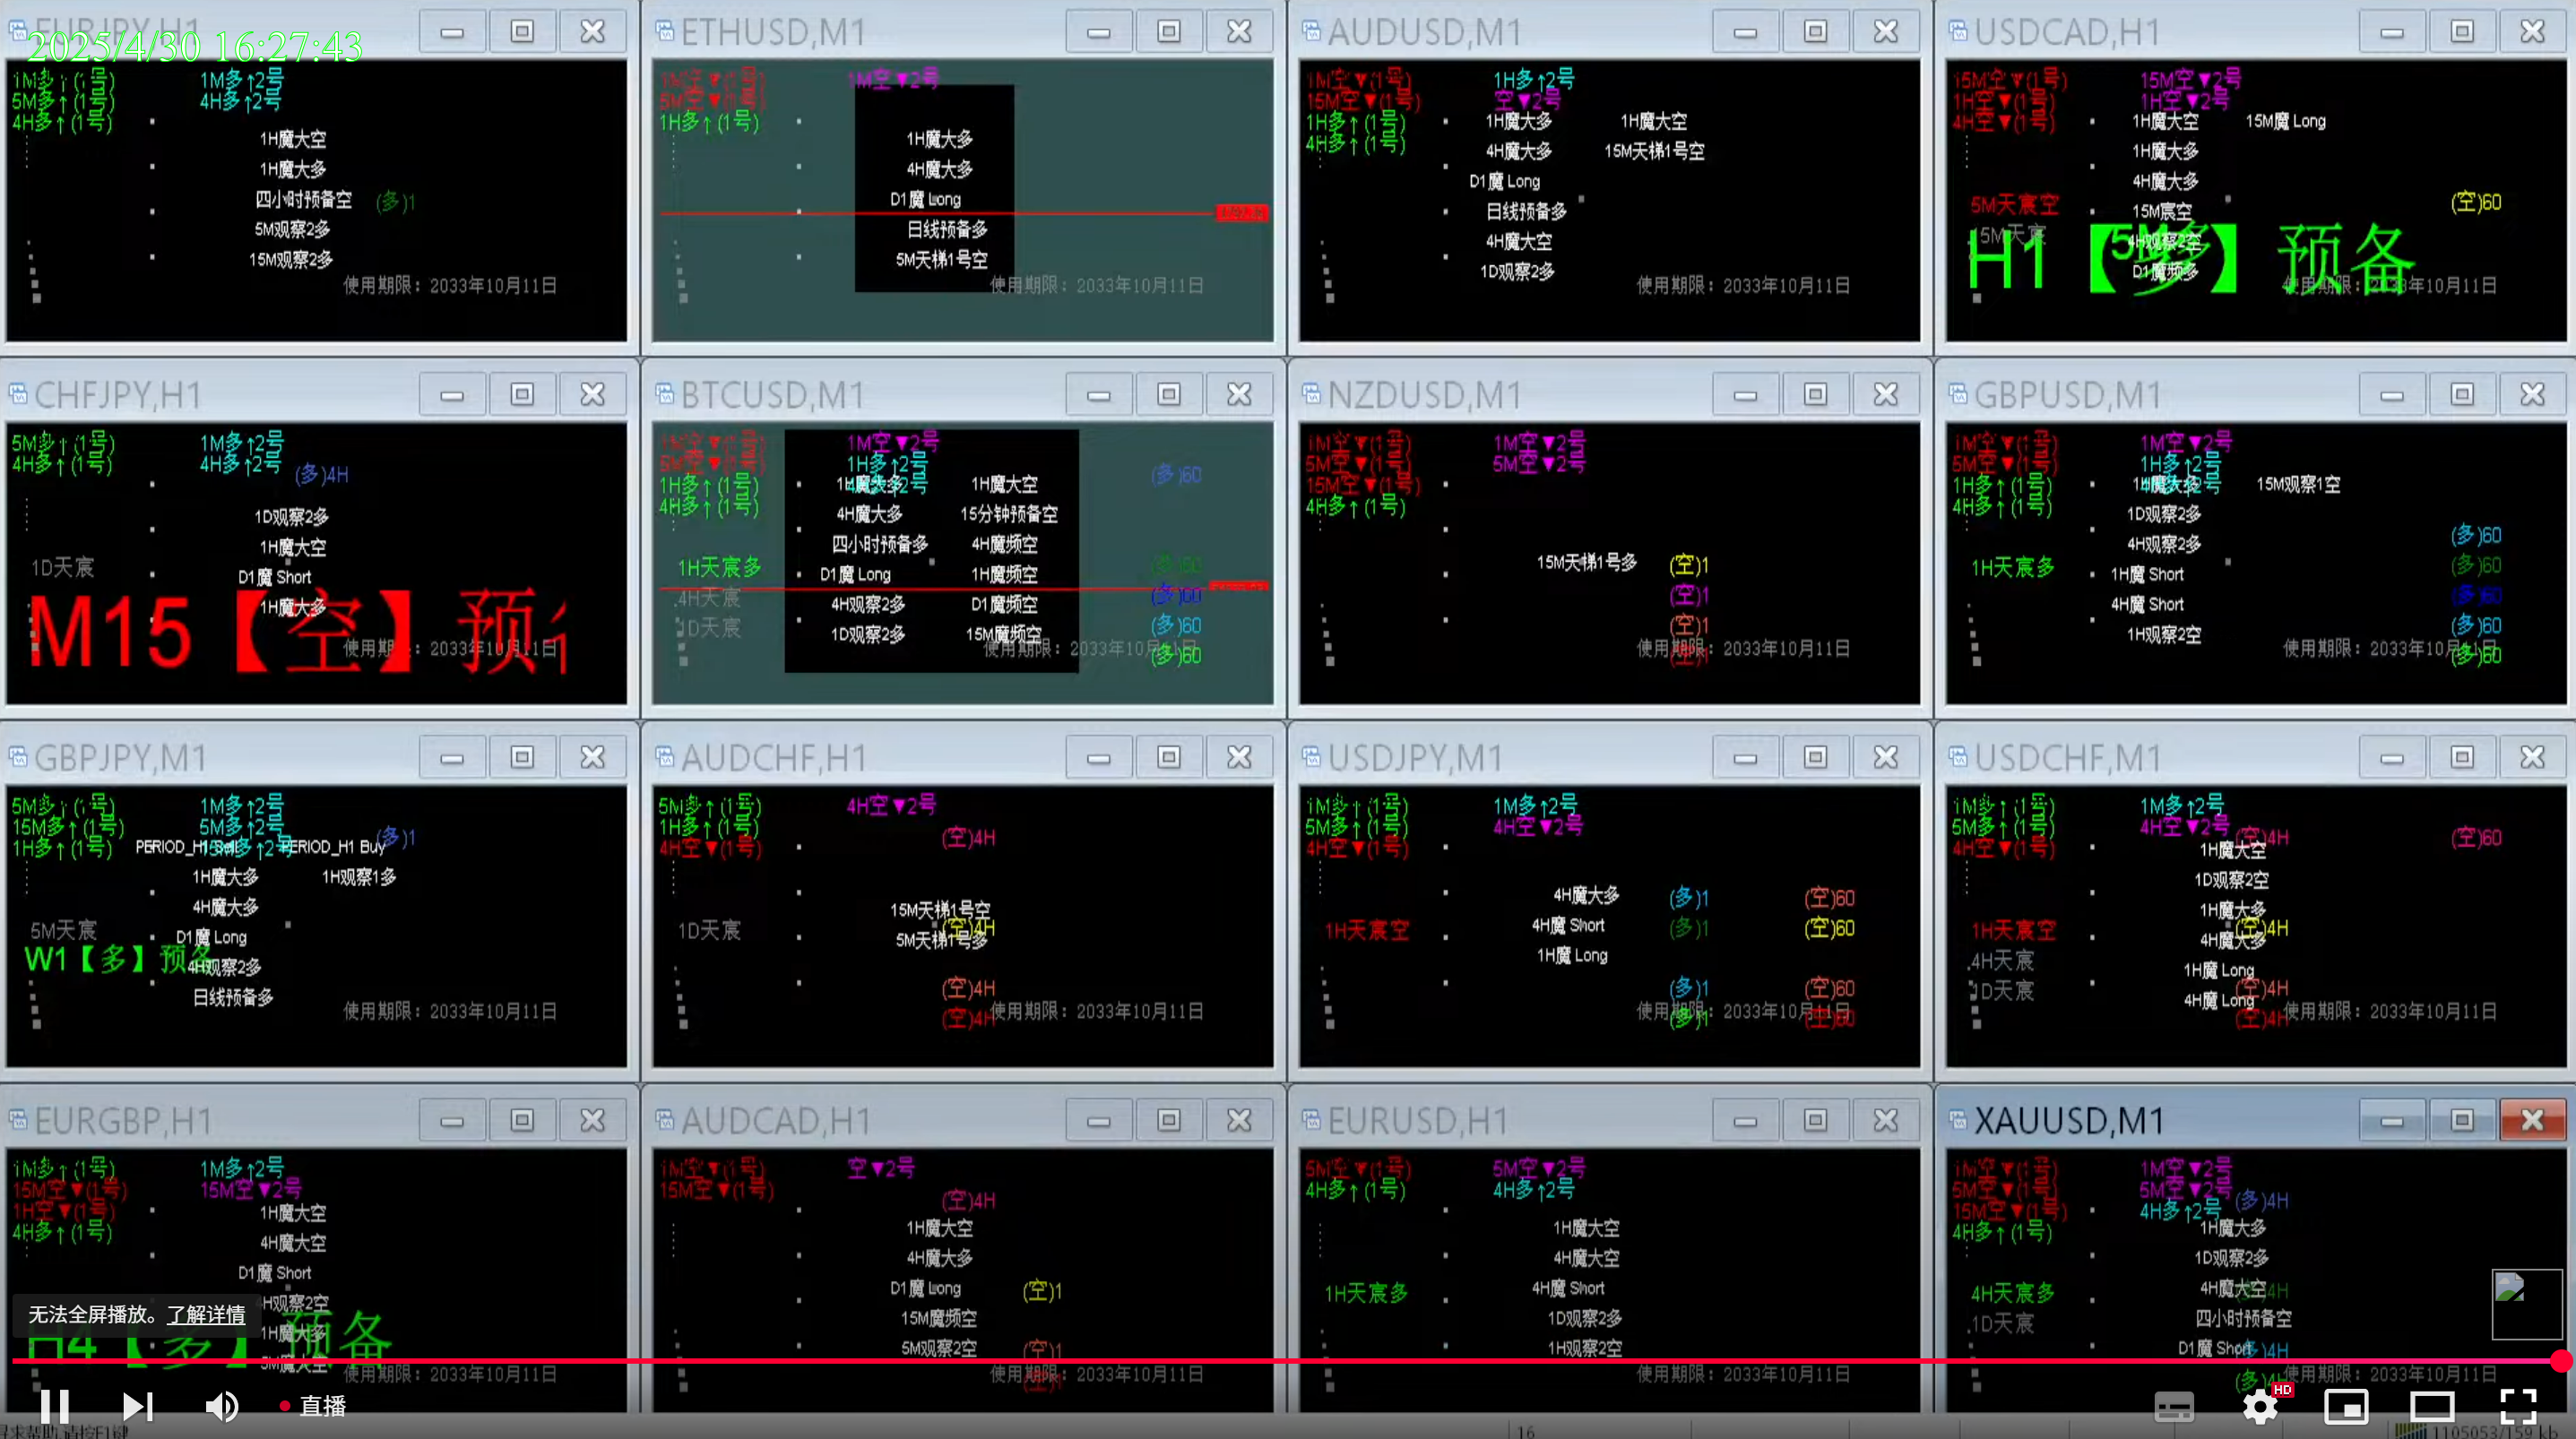 EURJPY,H1
2025/4/30 16:27:43
1M多↑(1号)
1M多↑2号
5M多↑(1号)
4H多↑2号
4H多↑(1号)
1H魔大空
1H魔大多
四小时预备空
(多)1
5M观察2多
15M观察2多
使用期限：2033年10月11日
ETHUSD,M1
1M空▼(1号)
1M空▼2号
5M空▼(1号)
1H多↑(1号)
1H魔大多
4H魔大多
D1魔 Long
日线预备多
5M天梯1号空
使用期限：2033年10月11日
AUDUSD,M1
1M空▼(1号)
1H多↑2号
15M空▼(1号)
空▼2号
1H多↑(1号)
1H魔大多
1H魔大空
4H多↑(1号)
4H魔大多
15M天梯1号空
D1魔 Long
日线预备多
4H魔大空
1D观察2多
使用期限：2033年10月11日
USDCAD,H1
15M空▼(1号)
15M空▼2号
1H空▼(1号)
1H空▼2号
4H空▼(1号)
1H魔大空
15M魔 Long
1H魔大多
4H魔大多
5M天宸空
15M宸空
(空)60
5M天宸
4H观察2空
H1【多】预备
D1魔频多
使用期限：2033年10月11日
CHFJPY,H1
5M多↑(1号)
1M多↑2号
4H多↑(1号)
4H多↑2号
(多)4H
1D观察2多
1H魔大空
1D天宸
D1魔 Short
1H魔大多
M15【空】预
2033年10月11日
BTCUSD,M1
1M空▼2号
5M空▼(1号)
1H多↑2号
(多)60
1H多↑(1号)
1H魔大多
1H魔大空
4H多↑(1号)
4H魔大多
15分钟预备空
四小时预备多
4H魔频空
1H天宸多
D1魔 Long
1H魔频空
(多)60
4H天宸
4H观察2多
D1魔频空
(多)60
1D天宸
1D观察2多
15M魔频空
(多)60
使用期限：2033年10月11日
(多)60
NZDUSD,M1
1M空▼(1号)
1M空▼2号
5M空▼(1号)
5M空▼2号
15M空▼(1号)
4H多↑(1号)
15M天梯1号多
(空)1
(空)1
(空)1
使用期限：2033年10月11日
GBPUSD,M1
1M空▼(1号)
1M空▼2号
5M空▼(1号)
1H多↑2号
1H多↑(1号)
15M观察1空
4H多↑(1号)
1D观察2多
4H观察2多
(多)60
1H天宸多
1H魔 Short
(多)60
4H魔 Short
(多)60
1H观察2空
(多)60
使用期限：2033年10月11日
(多)60
GBPJPY,M1
5M多↑(1号)
1M多↑2号
15M多↑(1号)
5M多↑2号
(多)1
1H多↑(1号)
15M多↑2号
PERIOD_H1 Buy
1H魔大多
1H观察1多
4H魔大多
5M天宸
D1魔 Long
W1【多】预备
4H观察2多
日线预备多
使用期限：2033年10月11日
AUDCHF,H1
5M多↑(1号)
4H空▼2号
1H多↑(1号)
(空)4H
4H空▼(1号)
15M天梯1号空
1D天宸
(空)4H
5M天梯1号多
(空)4H
(空)4H
使用期限：2033年10月11日
USDJPY,M1
1M多↑(1号)
1M多↑2号
5M多↑(1号)
4H空▼2号
4H空▼(1号)
4H魔大多
(多)1
(空)60
1H天宸空
4H魔 Short
(多)1
(空)60
1H魔 Long
(多)1
(空)60
使用期限：2033年10月11日
(多)1
(空)60
USDCHF,M1
1M多↑(1号)
1M多↑2号
5M多↑(1号)
4H空▼2号
(空)4H
(空)60
4H空▼(1号)
1H魔大空
1D观察2空
1H魔大多
1H天宸空
(空)4H
4H魔大多
4H天宸
1H魔 Long
1D天宸
(空)4H
4H魔 Long
(空)4H
使用期限：2033年10月11日
EURGBP,H1
1M多↑(1号)
1M多↑2号
15M空▼(1号)
15M空▼2号
1H空▼(1号)
1H魔大空
4H多↑(1号)
4H魔大空
D1魔 Short
4H观察2空
1H魔大多
H4【多】预备
5M魔大空
使用期限：2033年10月11日
AUDCAD,H1
1M空▼(1号)
空▼2号
15M空▼(1号)
(空)4H
1H魔大空
4H魔大多
D1魔 Long
(空)1
15M魔频空
5M观察2空
(空)1
使用期限：2033年10月11日
EURUSD,H1
5M空▼(1号)
5M空▼2号
4H多↑(1号)
4H多↑2号
1H魔大空
4H魔大空
1H天宸多
4H魔 Short
1D观察2多
1H观察2空
使用期限：2033年10月11日
XAUUSD,M1
1M空▼(1号)
1M空▼2号
5M空▼(1号)
5M空▼2号
15M空▼(1号)
4H多↑2号
(多)4H
4H多↑(1号)
1H魔大多
1D观察2多
4H天宸多
4H魔大空
1D天宸
四小时预备空
D1魔 Short
(多)4H
使用期限：2033年10月11日
无法全屏播放。了解详情
直播
HD
16
1105053/159 kb